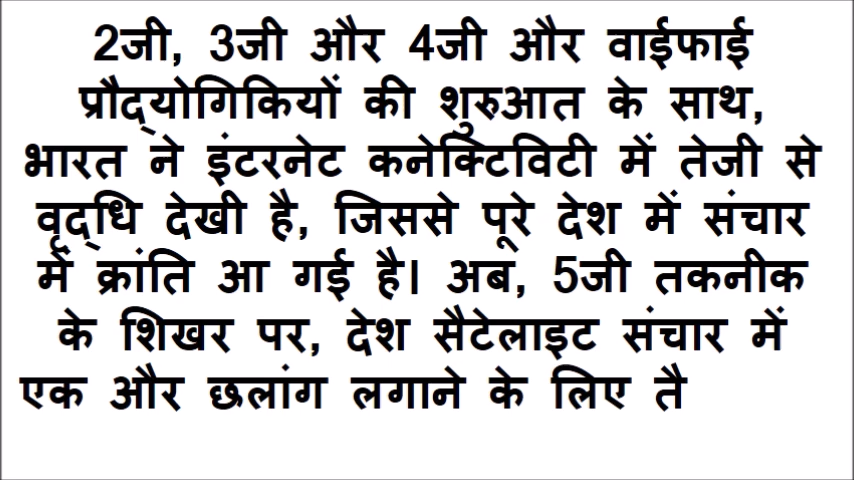 2जी, 3जी और 4जी और वाईफाई
प्रौद्योगिकियों की शुरुआत के साथ,
भारत ने इंटरनेट कनेक्टिविटी में तेजी से
वृद्धि देखी है, जिससे पूरे देश में संचार
में क्रांति आ गई है। अब, 5जी तकनीक
के शिखर पर, देश सैटेलाइट संचार में
एक और छलांग लगाने के लिए तै